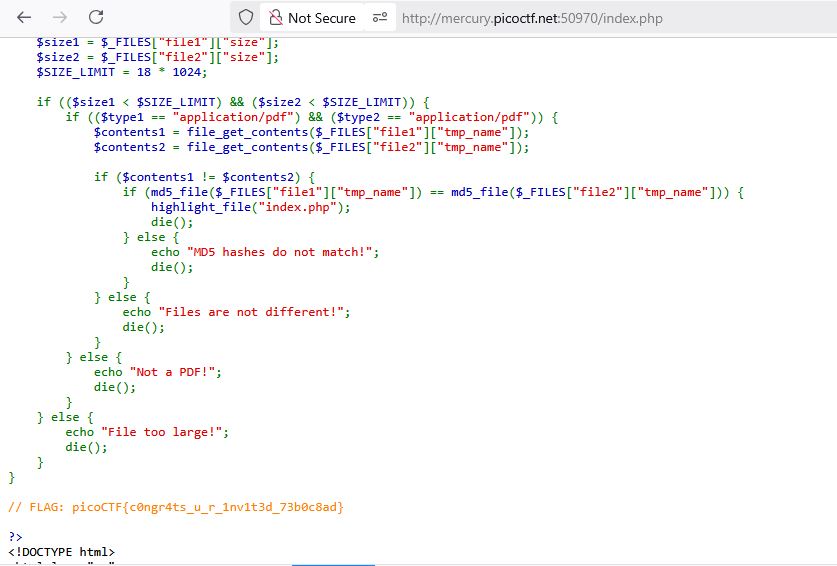 Not Secure http://mercury.picoctf.net:50970/index.php
$size1 = $_FILES["file1"]["size"];
$size2 = $_FILES["file2"]["size"];
$SIZE_LIMIT = 18 * 1024;
if (($size1 < $SIZE_LIMIT) && ($size2 < $SIZE_LIMIT)) {
if (($type1 == "application/pdf") && ($type2 == "application/pdf")) {
$contents1 = file_get_contents($_FILES["file1"]["tmp_name"]);
$contents2 = file_get_contents($_FILES["file2"]["tmp_name"]);
if ($contents1 != $contents2) {
if (md5_file($_FILES["file1"]["tmp_name"]) == md5_file($_FILES["file2"]["tmp_name"])) {
highlight_file("index.php");
die();
} else {
echo "MD5 hashes do not match!";
die();
}
} else {
echo "Files are not different!";
die();
}
} else {
echo "Not a PDF!";
die();
}
} else {
echo "File too large!";
die();
}
}
// FLAG: picoCTF{c0ngr4ts_u_r_1nv1t3d_73b0c8ad}
?>
<!DOCTYPE html>